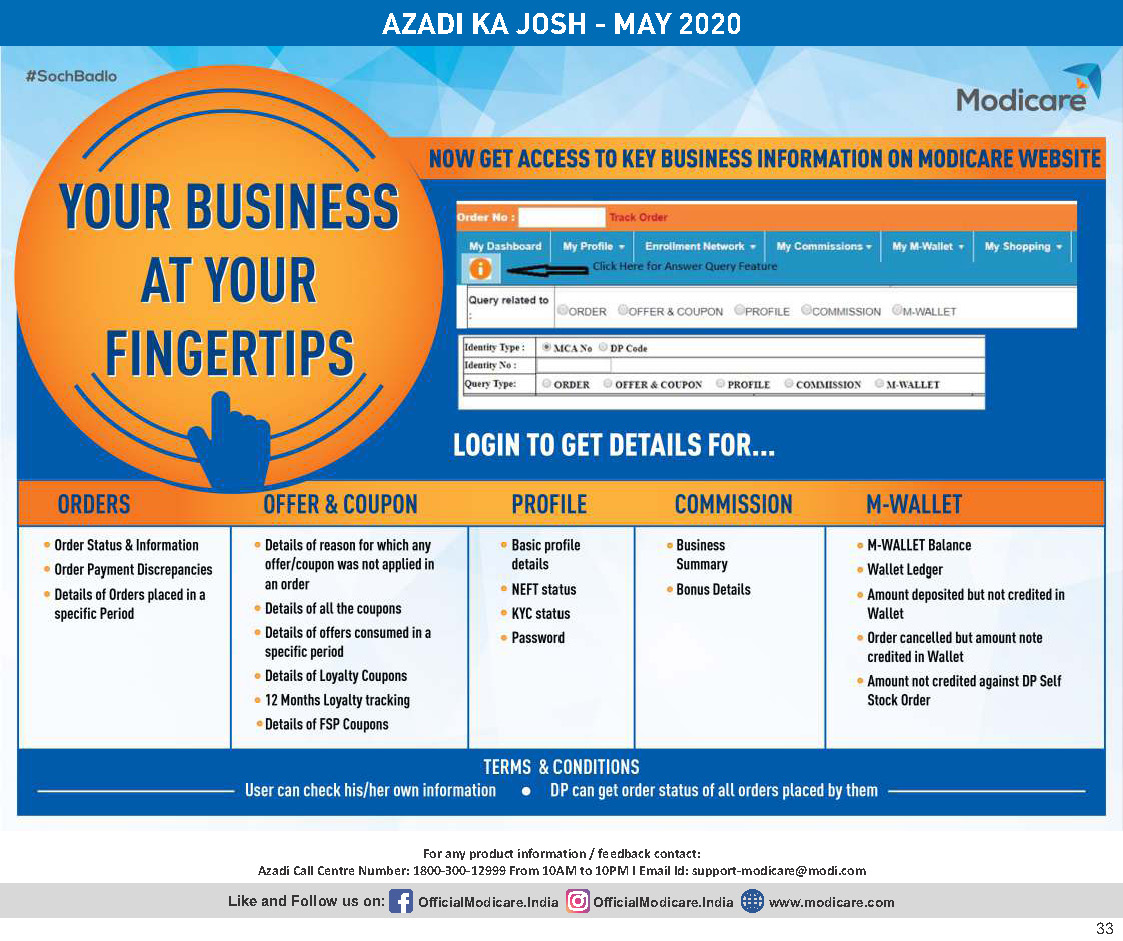 AZADI KA JOSH - MAY 2020
#SochBadlo
Modicare
YOUR BUSINESS
AT YOUR
FINGERTIPS
NOW GET ACCESS TO KEY BUSINESS INFORMATION ON MODICARE WEBSITE
Order No : Track Order
My Dashboard My Profile Enrollment Network My Commissions My M-Wallet My Shopping
i Click Here for Answer Query Feature
Query related to
: ORDER OFFER & COUPON PROFILE COMMISSION M-WALLET
Identity Type : MCA No DP Code
Identity No :
Query Type: ORDER OFFER & COUPON PROFILE COMMISSION M-WALLET
LOGIN TO GET DETAILS FOR...
ORDERS
• Order Status & Information
• Order Payment Discrepancies
• Details of Orders placed in a
specific Period
OFFER & COUPON
• Details of reason for which any
offer/coupon was not applied in
an order
• Details of all the coupons
• Details of offers consumed in a
specific period
• Details of Loyalty Coupons
• 12 Months Loyalty tracking
• Details of FSP Coupons
PROFILE
• Basic profile
details
• NEFT status
• KYC status
• Password
COMMISSION
• Business
Summary
• Bonus Details
M-WALLET
• M-WALLET Balance
• Wallet Ledger
• Amount deposited but not credited in
Wallet
• Order cancelled but amount note
credited in Wallet
• Amount not credited against DP Self
Stock Order
TERMS & CONDITIONS
User can check his/her own information • DP can get order status of all orders placed by them
For any product information / feedback contact:
Azadi Call Centre Number: 1800-300-12999 From 10AM to 10PM I Email Id: support-modicare@modi.com
Like and Follow us on: OfficialModicare.India OfficialModicare.India www.modicare.com
33